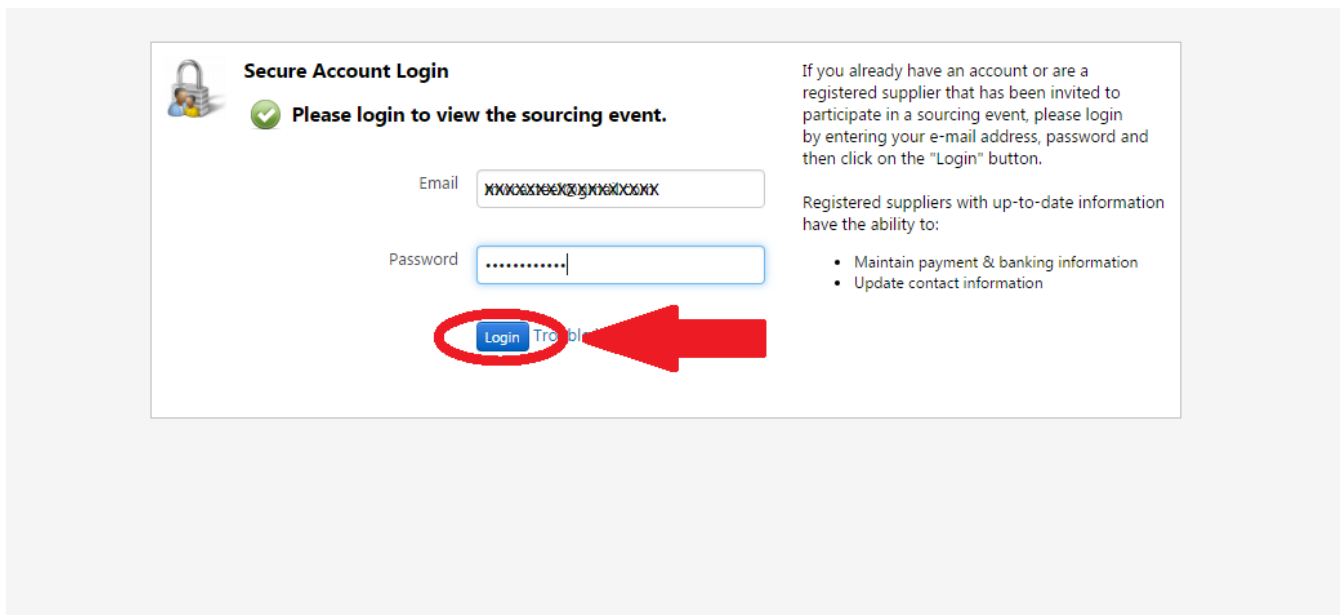 Secure Account Login
Please login to view the sourcing event.
Email
Password
Login
If you already have an account or are a
registered supplier that has been invited to
participate in a sourcing event, please login
by entering your e-mail address, password and
then click on the "Login" button.
Registered suppliers with up-to-date information
have the ability to:
• Maintain payment & banking information
• Update contact information